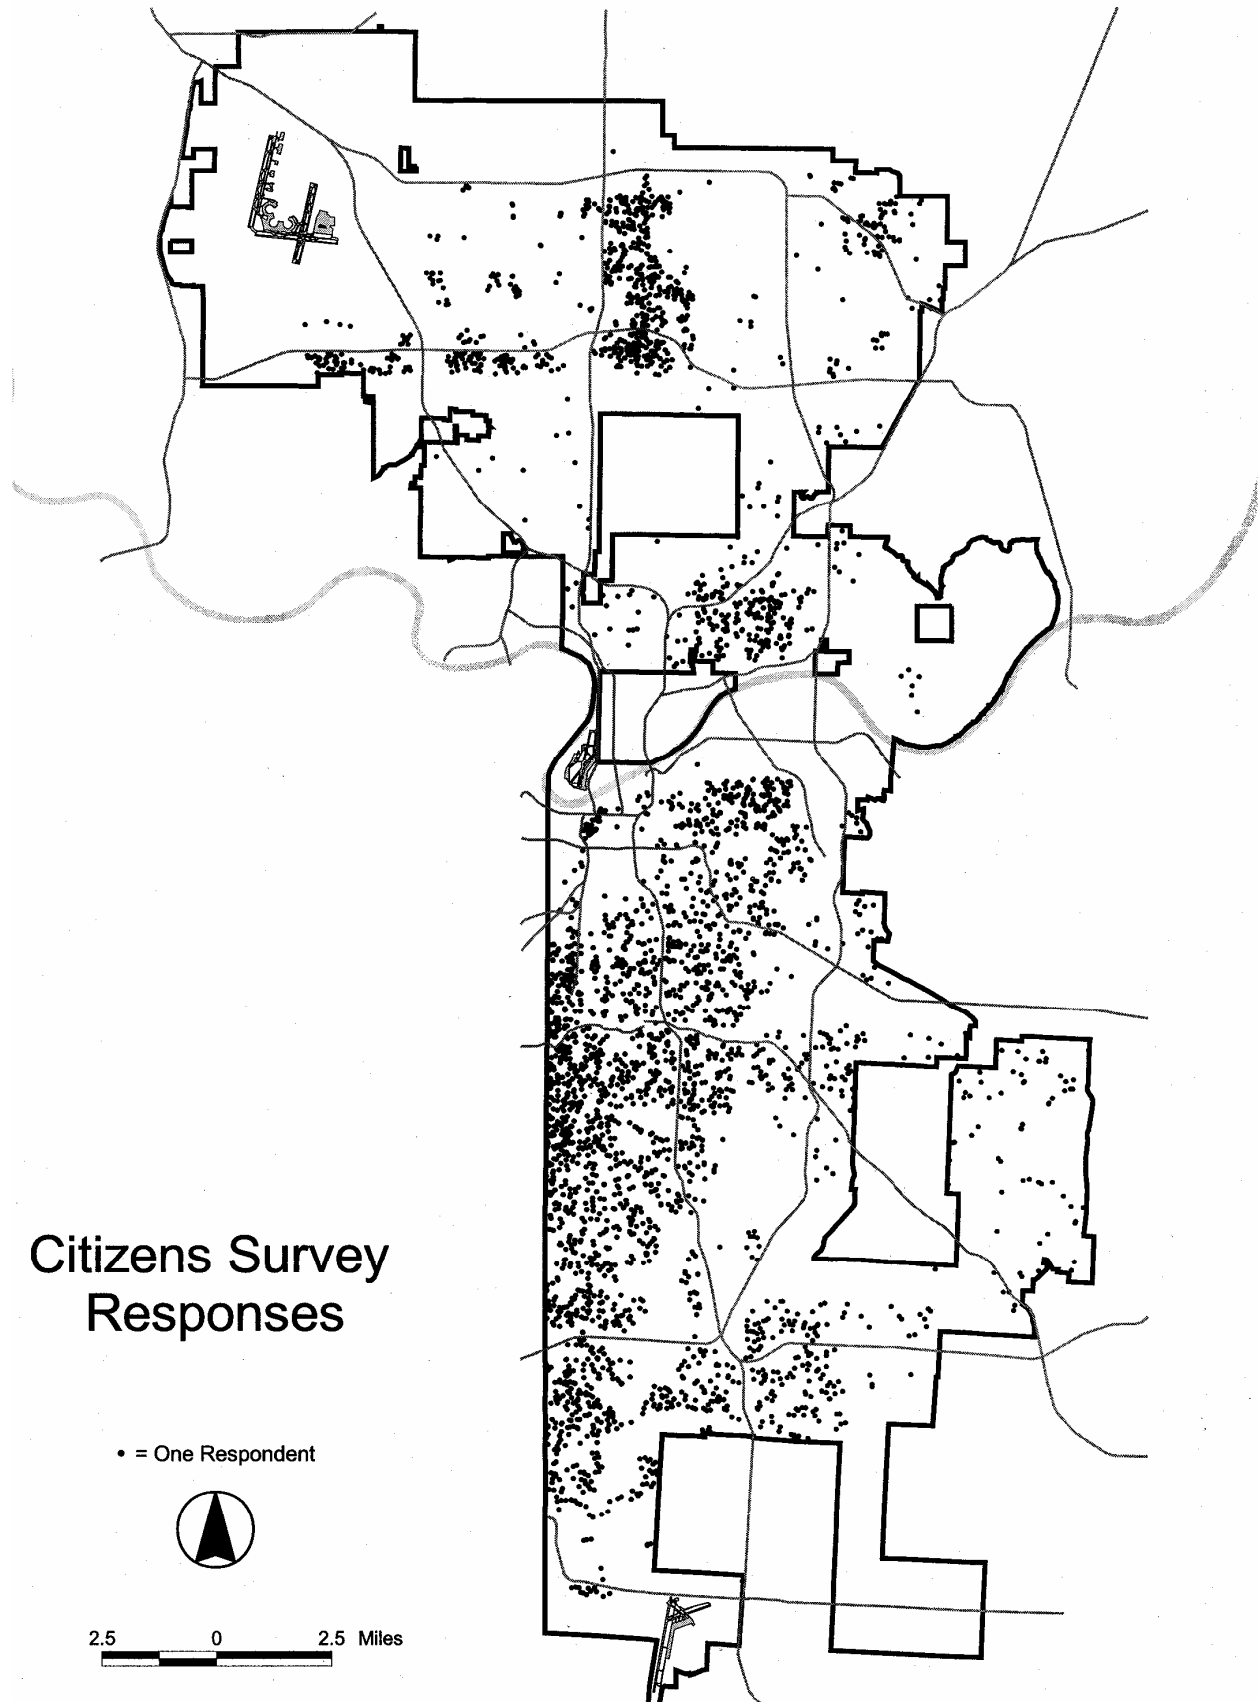 Citizens Survey
Responses
• = One Respondent
2.5 0 2.5 Miles